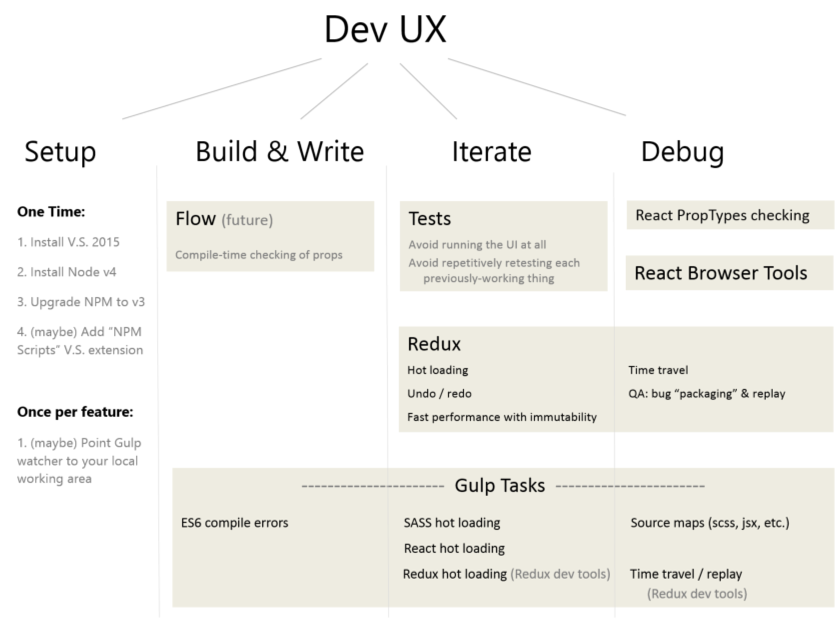 Dev UX
Setup
Build & Write
Iterate
Debug
One Time:
1. Install V.S. 2015
2. Install Node v4
3. Upgrade NPM to v3
4. (maybe) Add “NPM
Scripts” V.S. extension
Once per feature:
1. (maybe) Point Gulp
watcher to your local
working area
Flow (future)
Compile-time checking of props
Tests
Avoid running the UI at all
Avoid repetitively retesting each
previously-working thing
React PropTypes checking
React Browser Tools
Redux
Hot loading
Undo / redo
Fast performance with immutability
Time travel
QA: bug “packaging” & replay
Gulp Tasks
ES6 compile errors
SASS hot loading
React hot loading
Redux hot loading (Redux dev tools)
Source maps (scss, jsx, etc.)
Time travel / replay
(Redux dev tools)